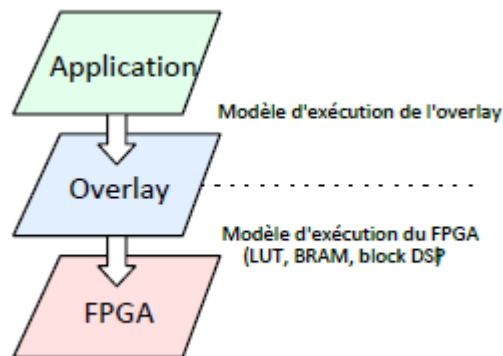 Application
Modèle d'exécution de l'overlay
Overlay
Modèle d'exécution du FPGA
(LUT, BRAM, block DSP
FPGA